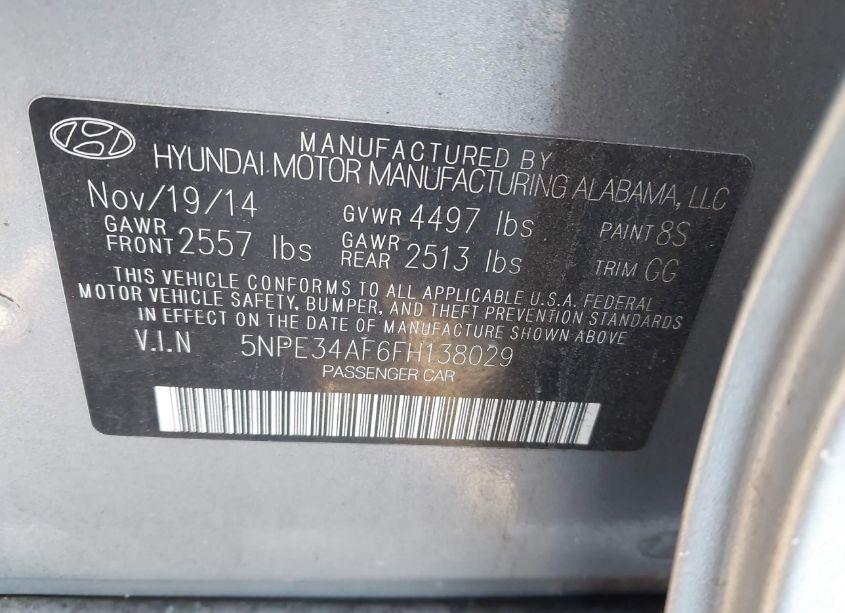 MANUFACTURED BY
HYUNDAI MOTOR MANUFACTURING ALABAMA, LLC
Nov/19/14 GVWR 4497 lbs PAINT 8S
GAWR FRONT 2557 lbs GAWR REAR 2513 lbs TRIM GG
THIS VEHICLE CONFORMS TO ALL APPLICABLE U.S.A. FEDERAL
MOTOR VEHICLE SAFETY, BUMPER, AND THEFT PREVENTION STANDARDS
IN EFFECT ON THE DATE OF MANUFACTURE SHOWN ABOVE
V.I.N 5NPE34AF6FH138029
PASSENGER CAR